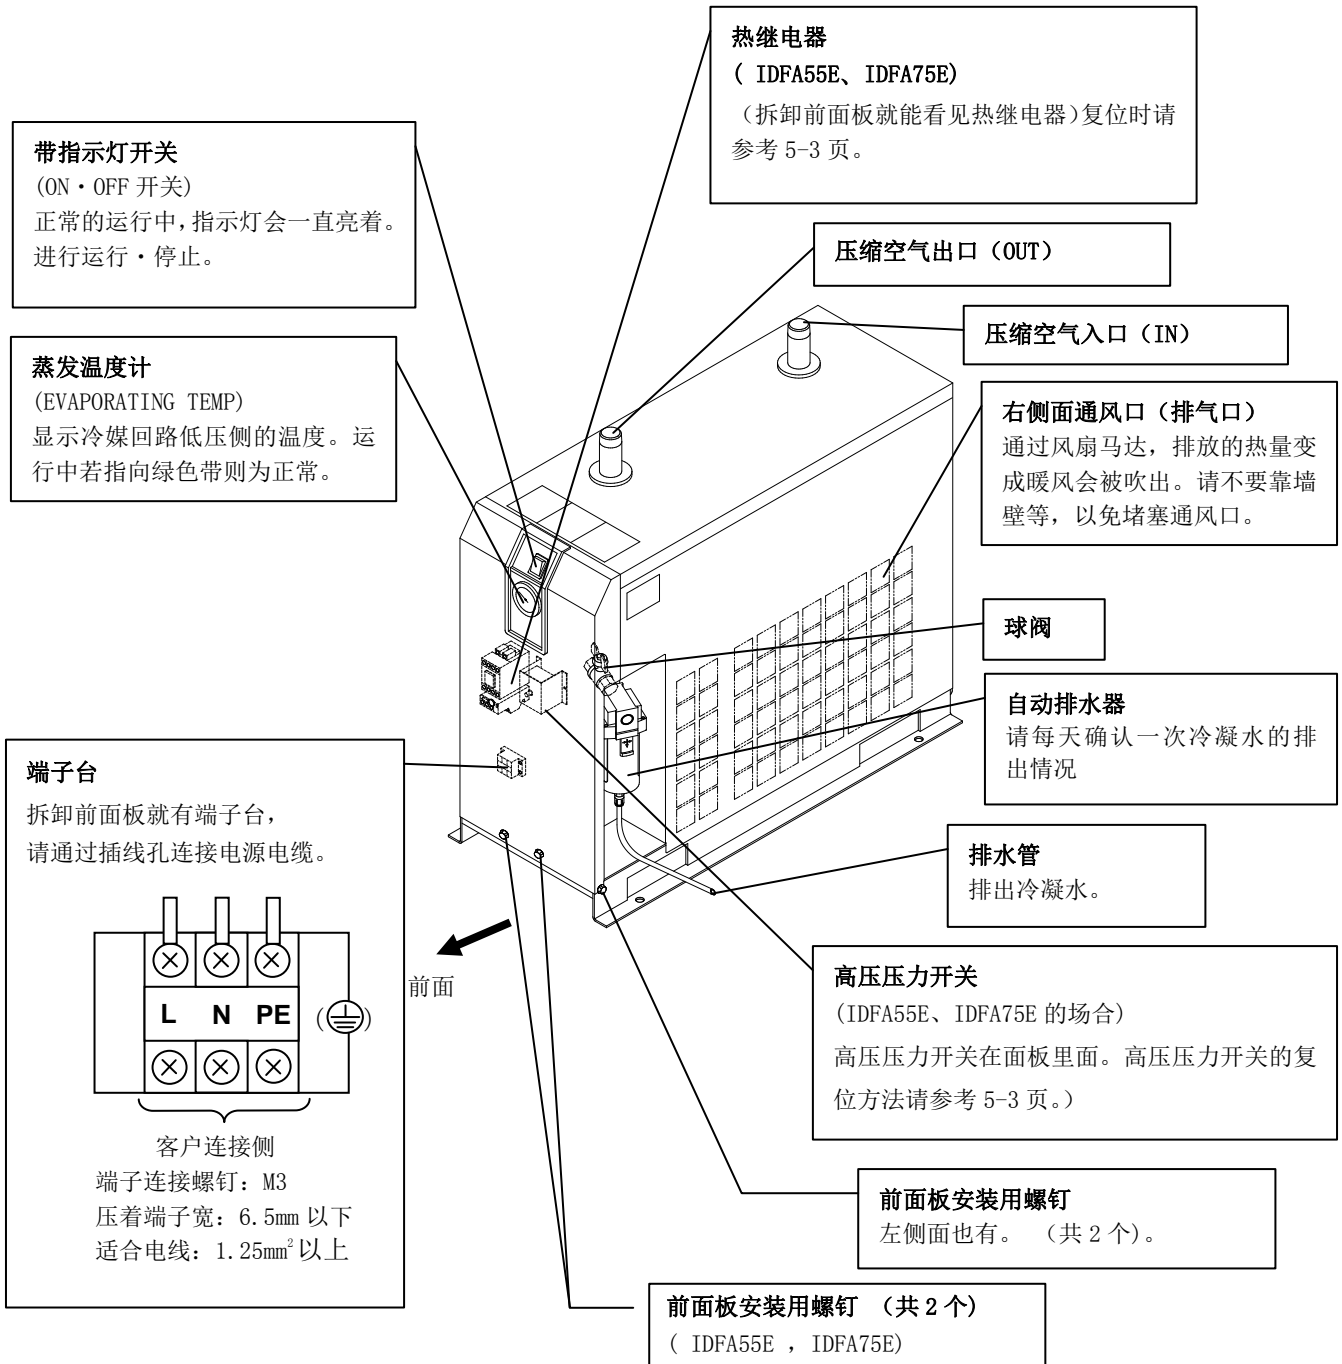 热继电器
( IDFA55E、IDFA75E)
（拆卸前面板就能看见热继电器)复位时请
参考 5-3 页。
带指示灯开关
(ON・OFF 开关)
正常的运行中，指示灯会一直亮着。
进行运行・停止。
压缩空气出口（OUT）
压缩空气入口（IN）
蒸发温度计
(EVAPORATING TEMP)
显示冷媒回路低压侧的温度。运
行中若指向绿色带则为正常。
右侧面通风口（排气口）
通过风扇马达，排放的热量变
成暖风会被吹出。请不要靠墙
壁等，以免堵塞通风口。
球阀
自动排水器
请每天确认一次冷凝水的排
出情况
端子台
拆卸前面板就有端子台，
请通过插线孔连接电源电缆。
L N PE (⏚)
客户连接侧
端子连接螺钉：M3
压着端子宽：6.5mm 以下
适合电线：1.25mm²以上
排水管
排出冷凝水。
前面
高压压力开关
(IDFA55E、IDFA75E 的场合)
高压压力开关在面板里面。高压压力开关的复
位方法请参考 5-3 页。）
前面板安装用螺钉
左侧面也有。 （共 2 个）。
前面板安装用螺钉 （共 2 个)
( IDFA55E , IDFA75E)